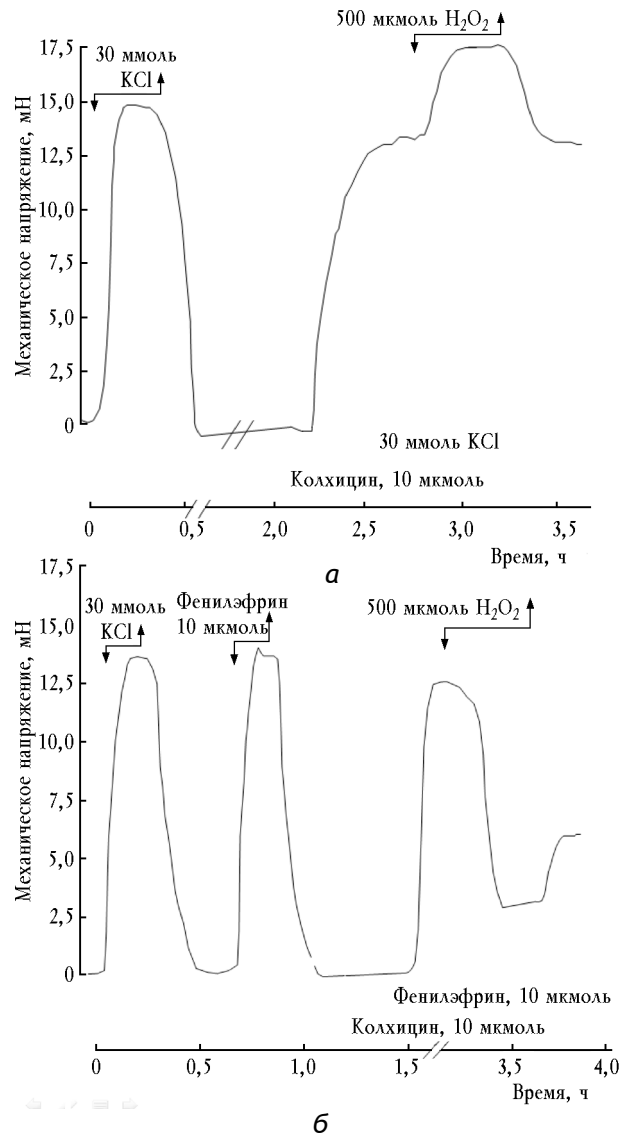 500 мкмоль H₂O₂
17,5
30 ммоль
KCl
15,0
12,5
10,0
7,5
5,0
2,5
0
Механическое напряжение, мН
30 ммоль KCl
Колхицин, 10 мкмоль
0
0,5
2,0
2,5
3,0
3,5
Время, ч
а
17,5
30 ммоль
KCl
Фенилэфрин
10 мкмоль
500 мкмоль H₂O₂
15,0
12,5
10,0
7,5
5,0
2,5
0
Механическое напряжение, мН
Фенилэфрин, 10 мкмоль
Колхицин, 10 мкмоль
0
0,5
1,0
1,5
3,5
4,0
Время, ч
б